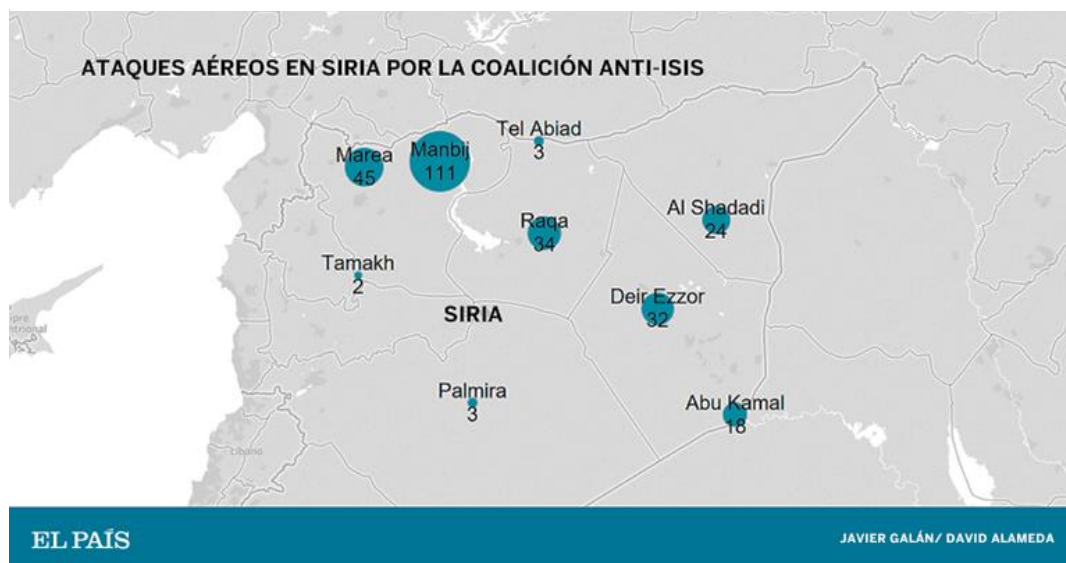 ATAQUES AÉREOS EN SIRIA POR LA COALICIÓN ANTI-ISIS
Tel Abiad
3
Marea
45
Manbij
111
Al Shadadi
24
Raqa
34
Tamakh
2
Deir Ezzor
32
SIRIA
Palmira
3
Abu Kamal
18
Líbano
EL PAÍS
JAVIER GALÁN/ DAVID ALAMEDA